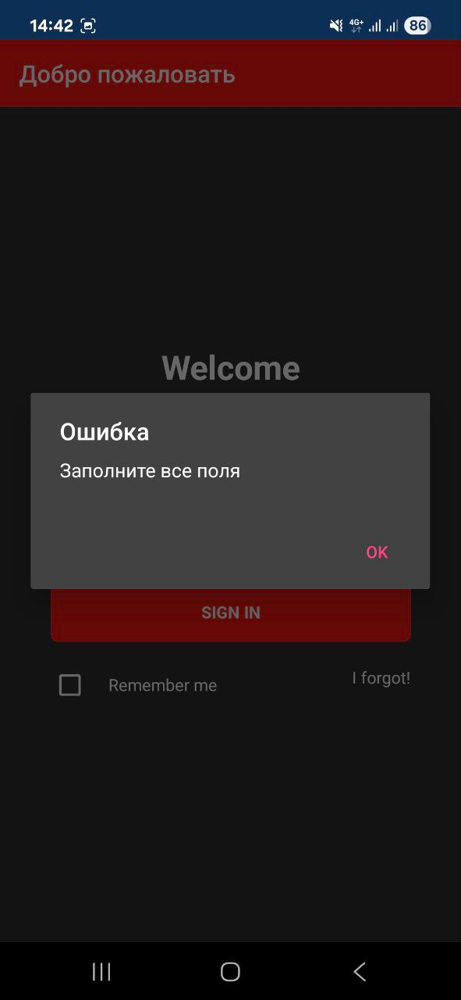 14:42 4G+ 86
Добро пожаловать
Welcome
Ошибка
Заполните все поля
OK
SIGN IN
Remember me I forgot!